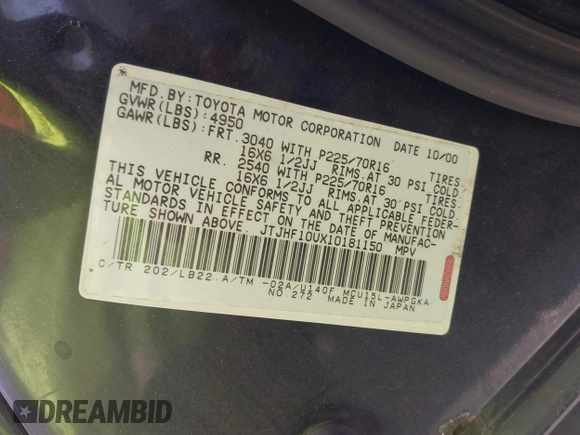 MFD.BY:TOYOTA MOTOR CORPORATION DATE 10/00
GVWR(LBS):4950
GAWR(LBS):FRT. 3040 WITH P225/70R16 TIRES,
16X6 1/2JJ RIMS.AT 30 PSI COLD
RR. 2540 WITH P225/70R16 TIRES,
16X6 1/2JJ RIMS.AT 30 PSI COLD
THIS VEHICLE CONFORMS TO ALL APPLICABLE FEDER-
AL MOTOR VEHICLE SAFETY AND THEFT PREVENTION
STANDARDS IN EFFECT ON THE DATE OF MANUFAC-
TURE SHOWN ABOVE. JTJHF10UX10181150 MPV
C/TR 202/LB22 A/TM -02A/U140F MCU15L-AWPGKA
NO.272 MADE IN JAPAN
DREAMBID